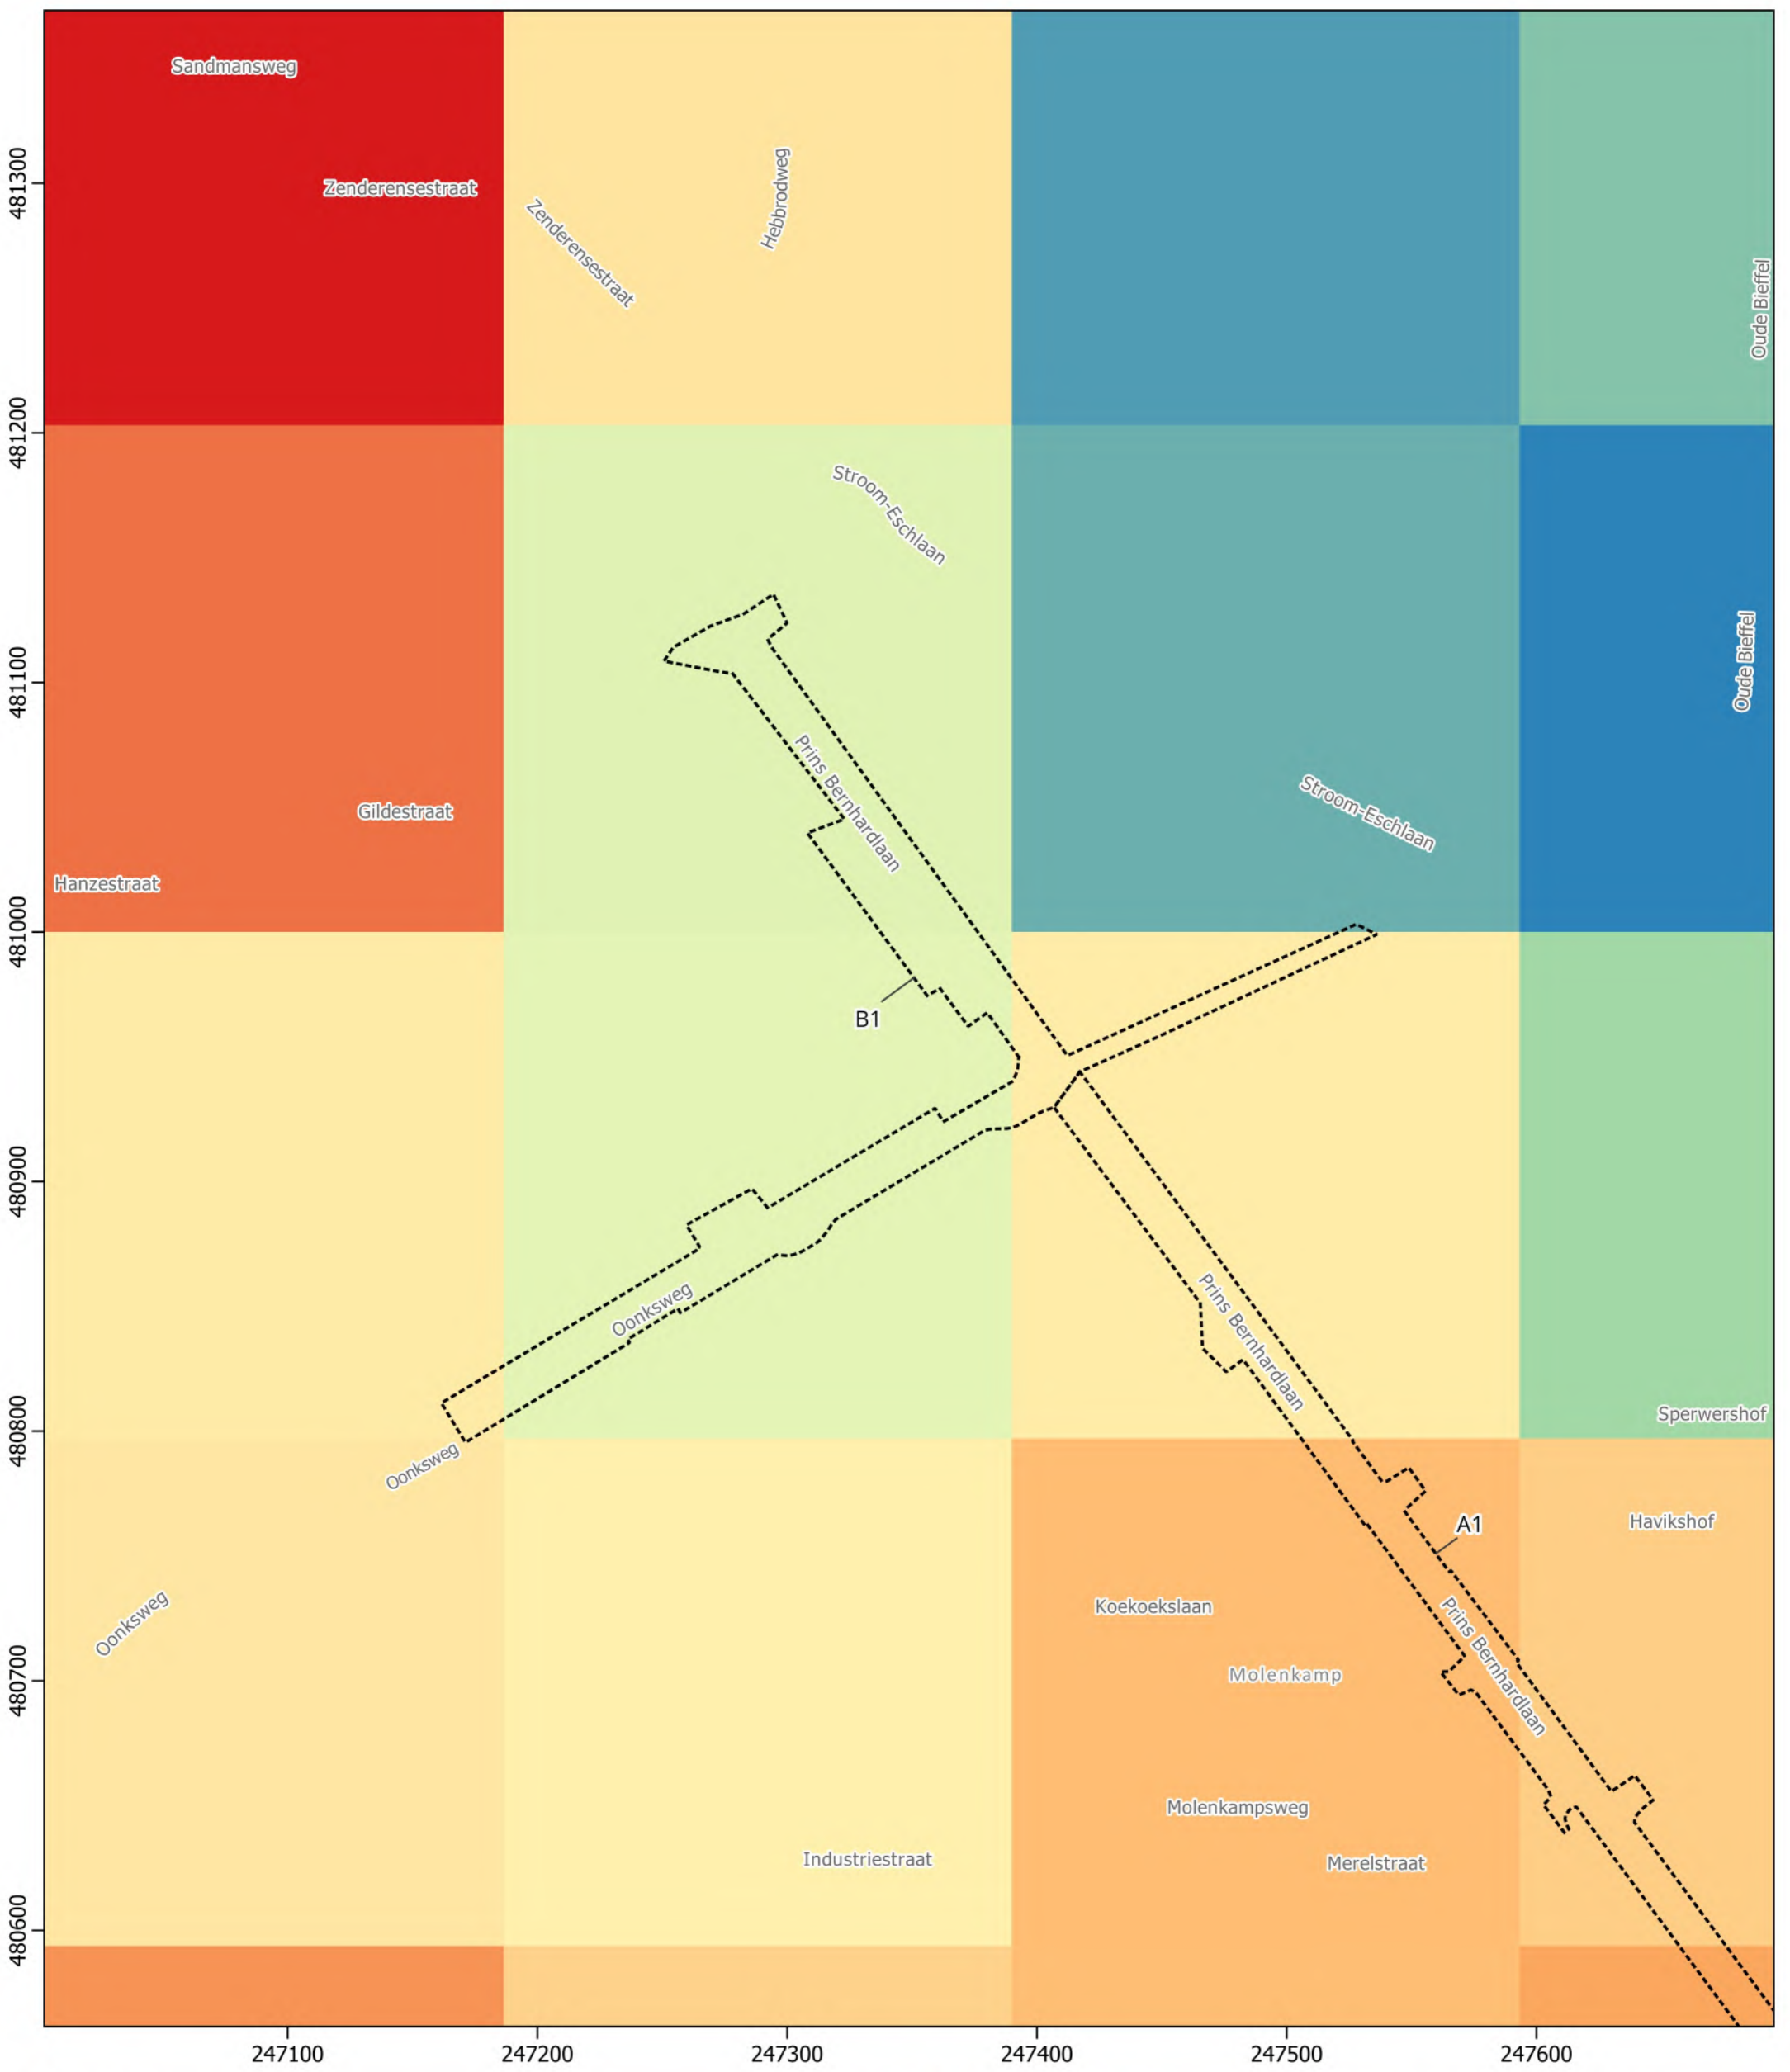 Sandmansweg
Zenderensestraat
Zenderensestraat
Hebbrodweg
Oude Bieffel
481300
481200
Stroom-Eschlaan
Oude Bieffel
481100
Prins Bernhardlaan
Stroom-Eschlaan
Gildestraat
Hanzestraat
481000
B1
480900
Oonksweg
Prins Bernhardlaan
480800
Sperwershof
Oonksweg
A1
Havikshof
Oonksweg
Koekoekslaan
Prins Bernhardlaan
Molenkamp
480700
Molenkampsweg
Industriestraat
Merelstraat
480600
247100
247200
247300
247400
247500
247600